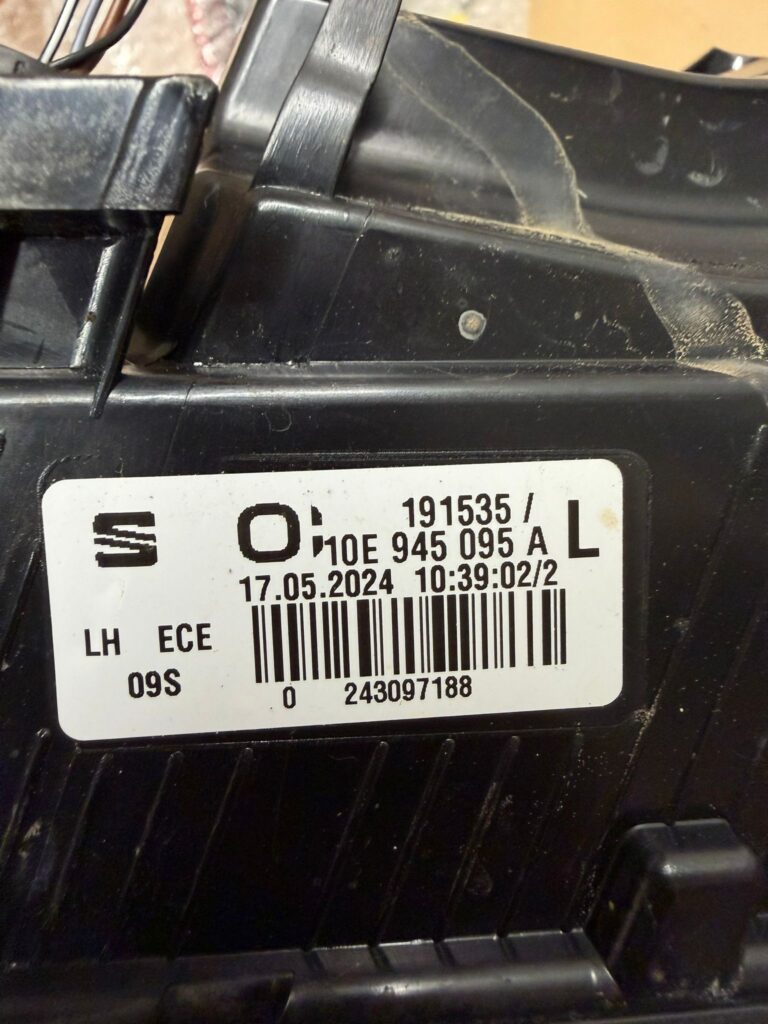 191535 /
10E 945 095 A L
17.05.2024 10:39:02/2
LH ECE
09S
0 243097188